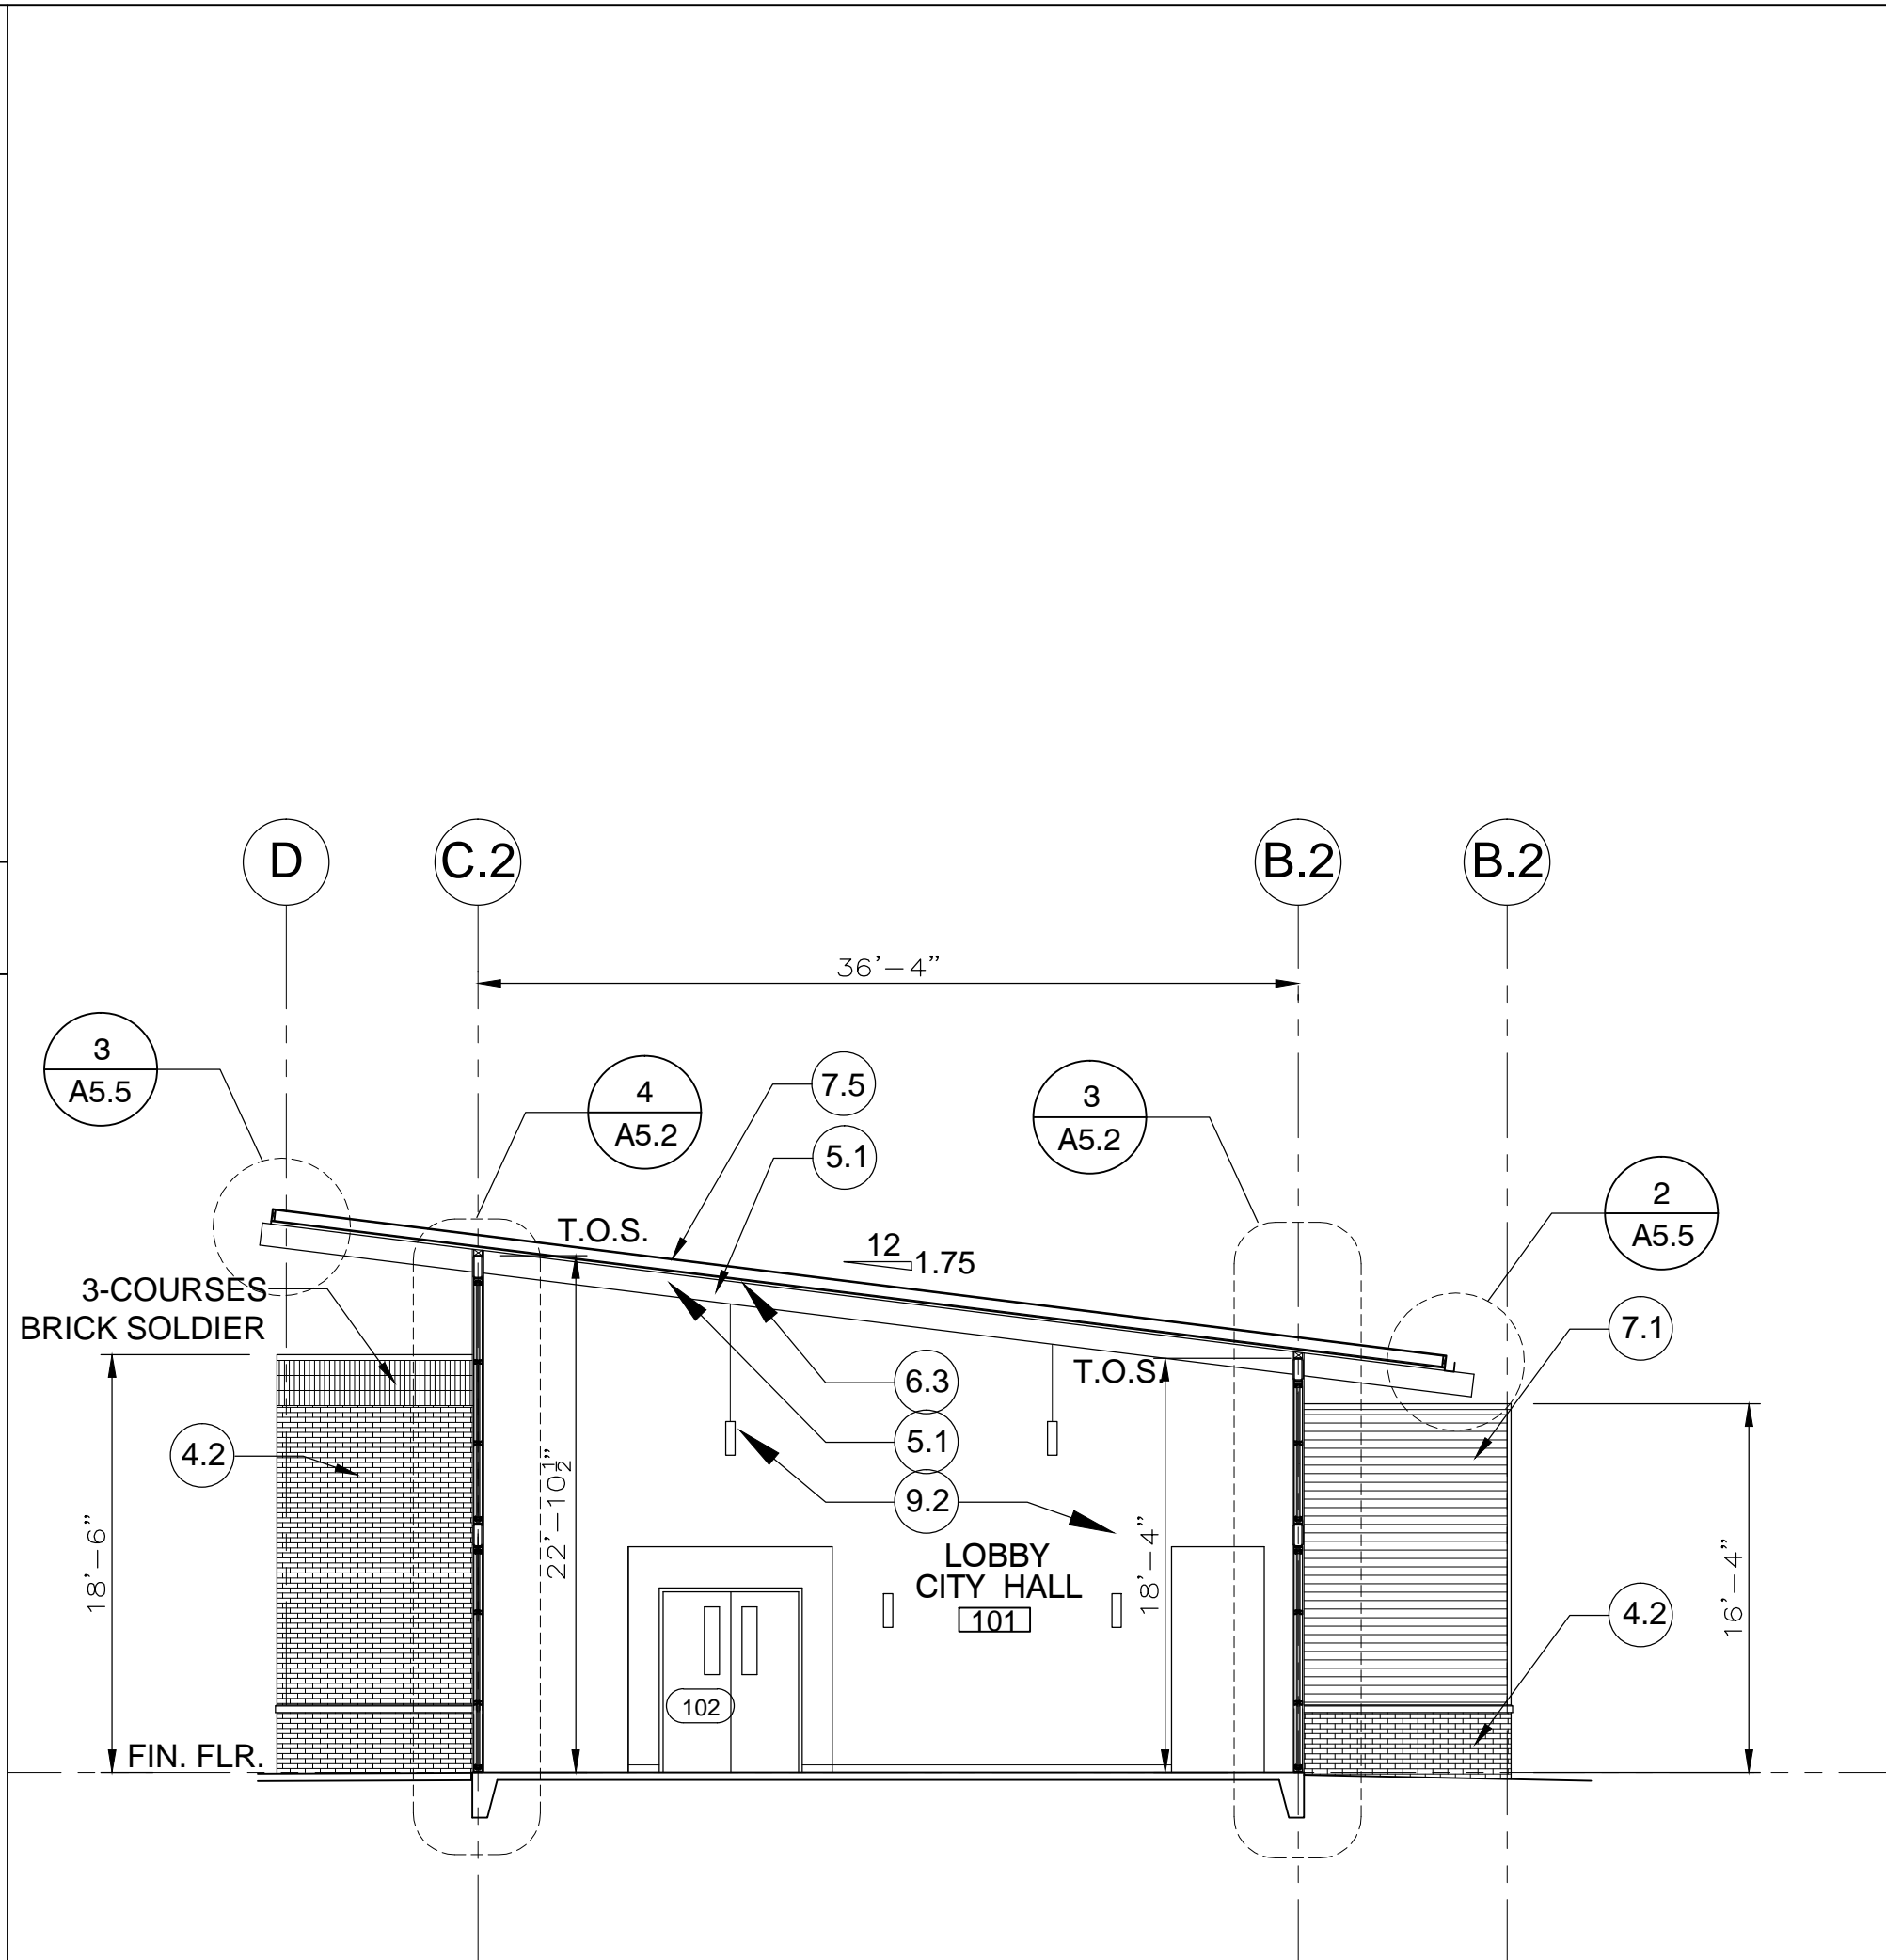 D
C.2
B.2
B.2
36'-4"
3
A5.5
4
A5.2
7.5
3
A5.2
5.1
2
A5.5
T.O.S.
12
1.75
3-COURSES
BRICK SOLDIER
7.1
T.O.S.
6.3
5.1
4.2
9.2
18'-6"
22'-10 1/2"
18'-4"
16'-4"
LOBBY
CITY HALL
101
4.2
102
FIN. FLR.